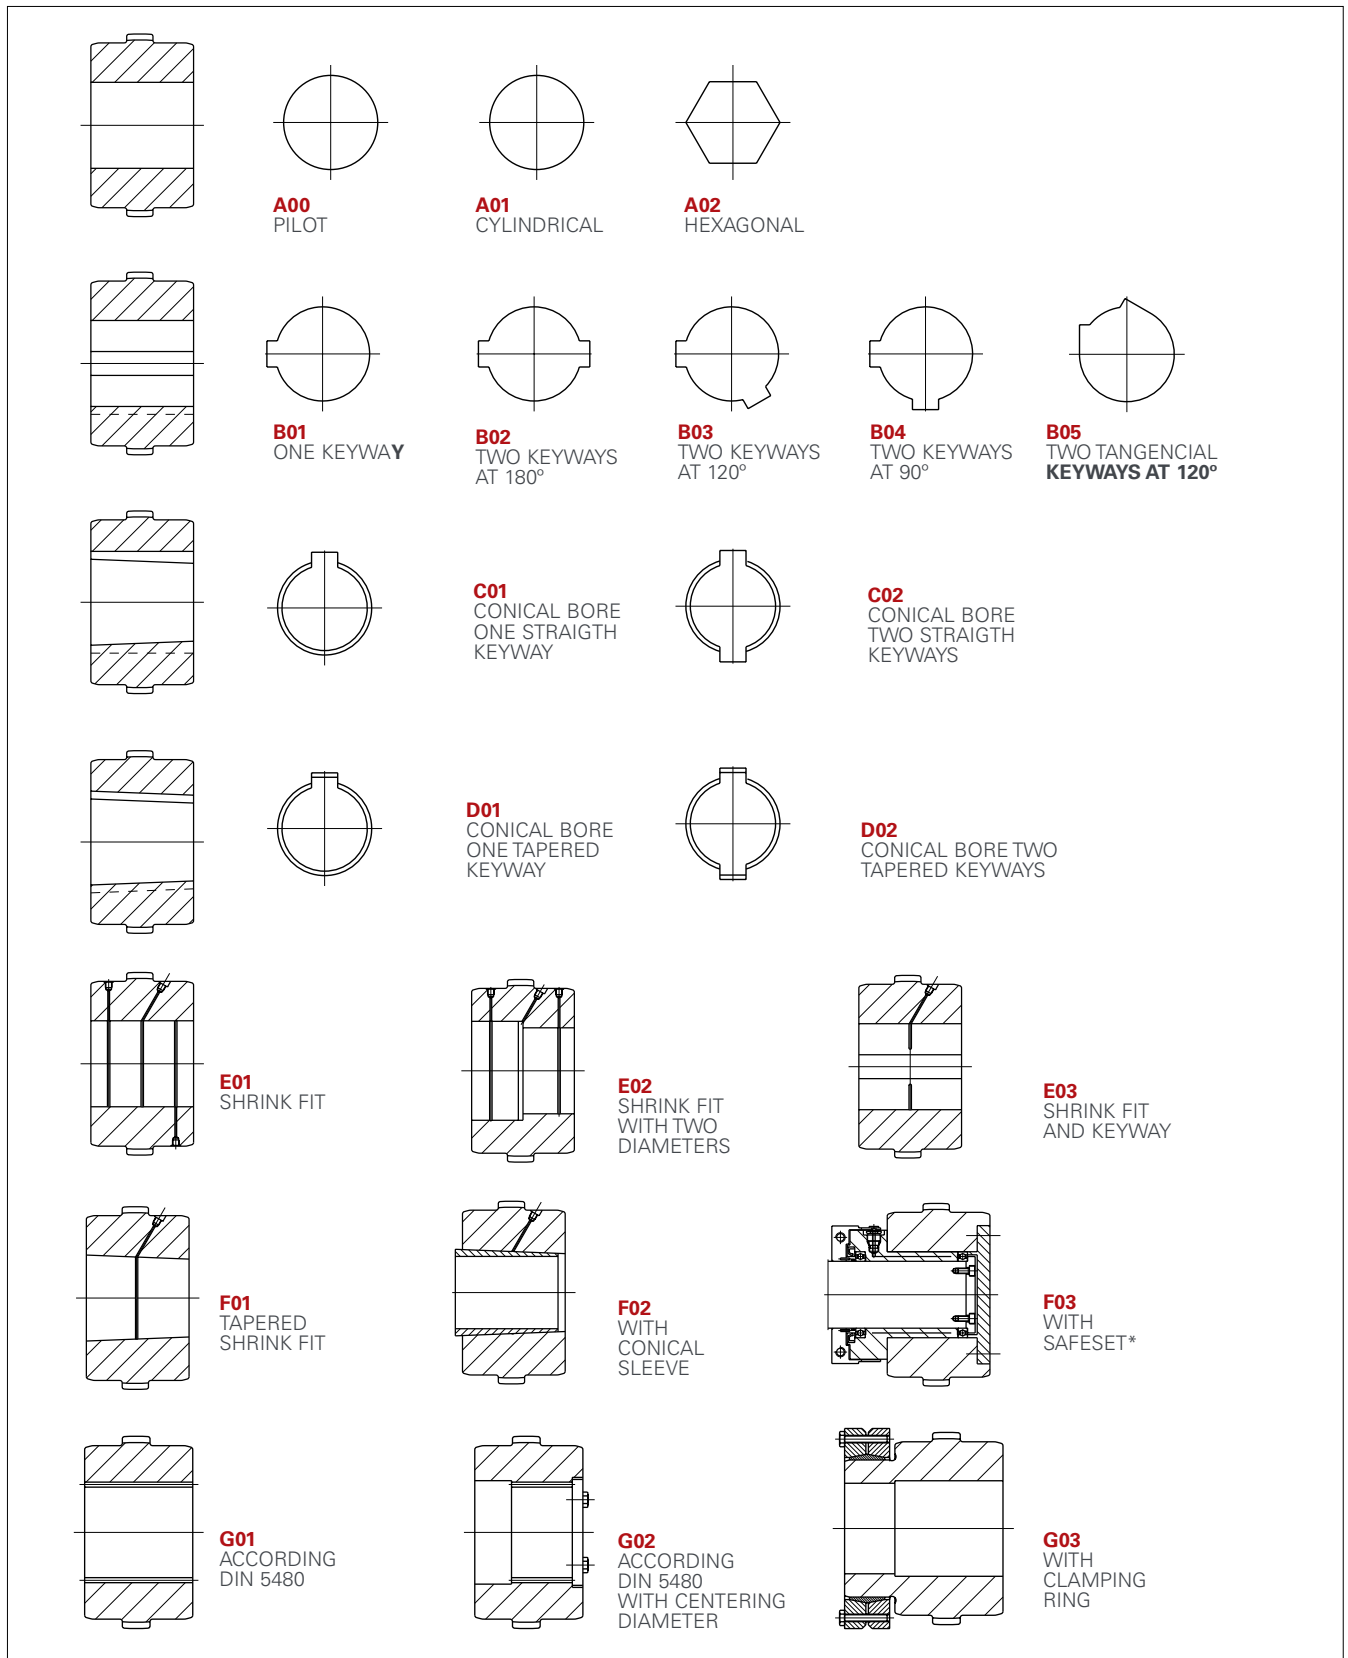 A00
PILOT
A01
CYLINDRICAL
A02
HEXAGONAL
B01
ONE KEYWAY
B02
TWO KEYWAYS
AT 180º
B03
TWO KEYWAYS
AT 120º
B04
TWO KEYWAYS
AT 90º
B05
TWO TANGENCIAL
KEYWAYS AT 120º
C01
CONICAL BORE
ONE STRAIGTH
KEYWAY
C02
CONICAL BORE
TWO STRAIGTH
KEYWAYS
D01
CONICAL BORE
ONE TAPERED
KEYWAY
D02
CONICAL BORE TWO
TAPERED KEYWAYS
E01
SHRINK FIT
E02
SHRINK FIT
WITH TWO
DIAMETERS
E03
SHRINK FIT
AND KEYWAY
F01
TAPERED
SHRINK FIT
F02
WITH
CONICAL
SLEEVE
F03
WITH
SAFESET*
G01
ACCORDING
DIN 5480
G02
ACCORDING
DIN 5480
WITH CENTERING
DIAMETER
G03
WITH
CLAMPING
RING